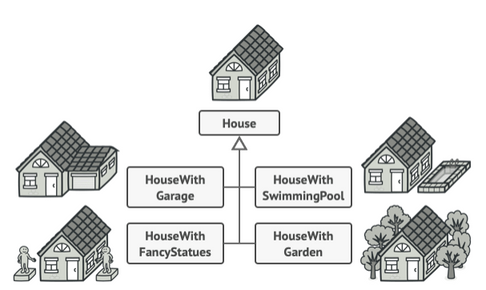 House
HouseWith
Garage
HouseWith
SwimmingPool
HouseWith
FancyStatues
HouseWith
Garden